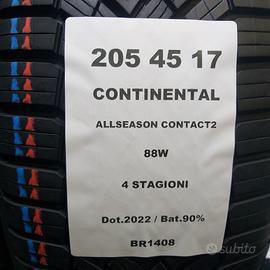 205 45 17
CONTINENTAL
ALLSEASON CONTACT2
88W
4 STAGIONI
Dot.2022 / Bat.90%
BR1408
subito